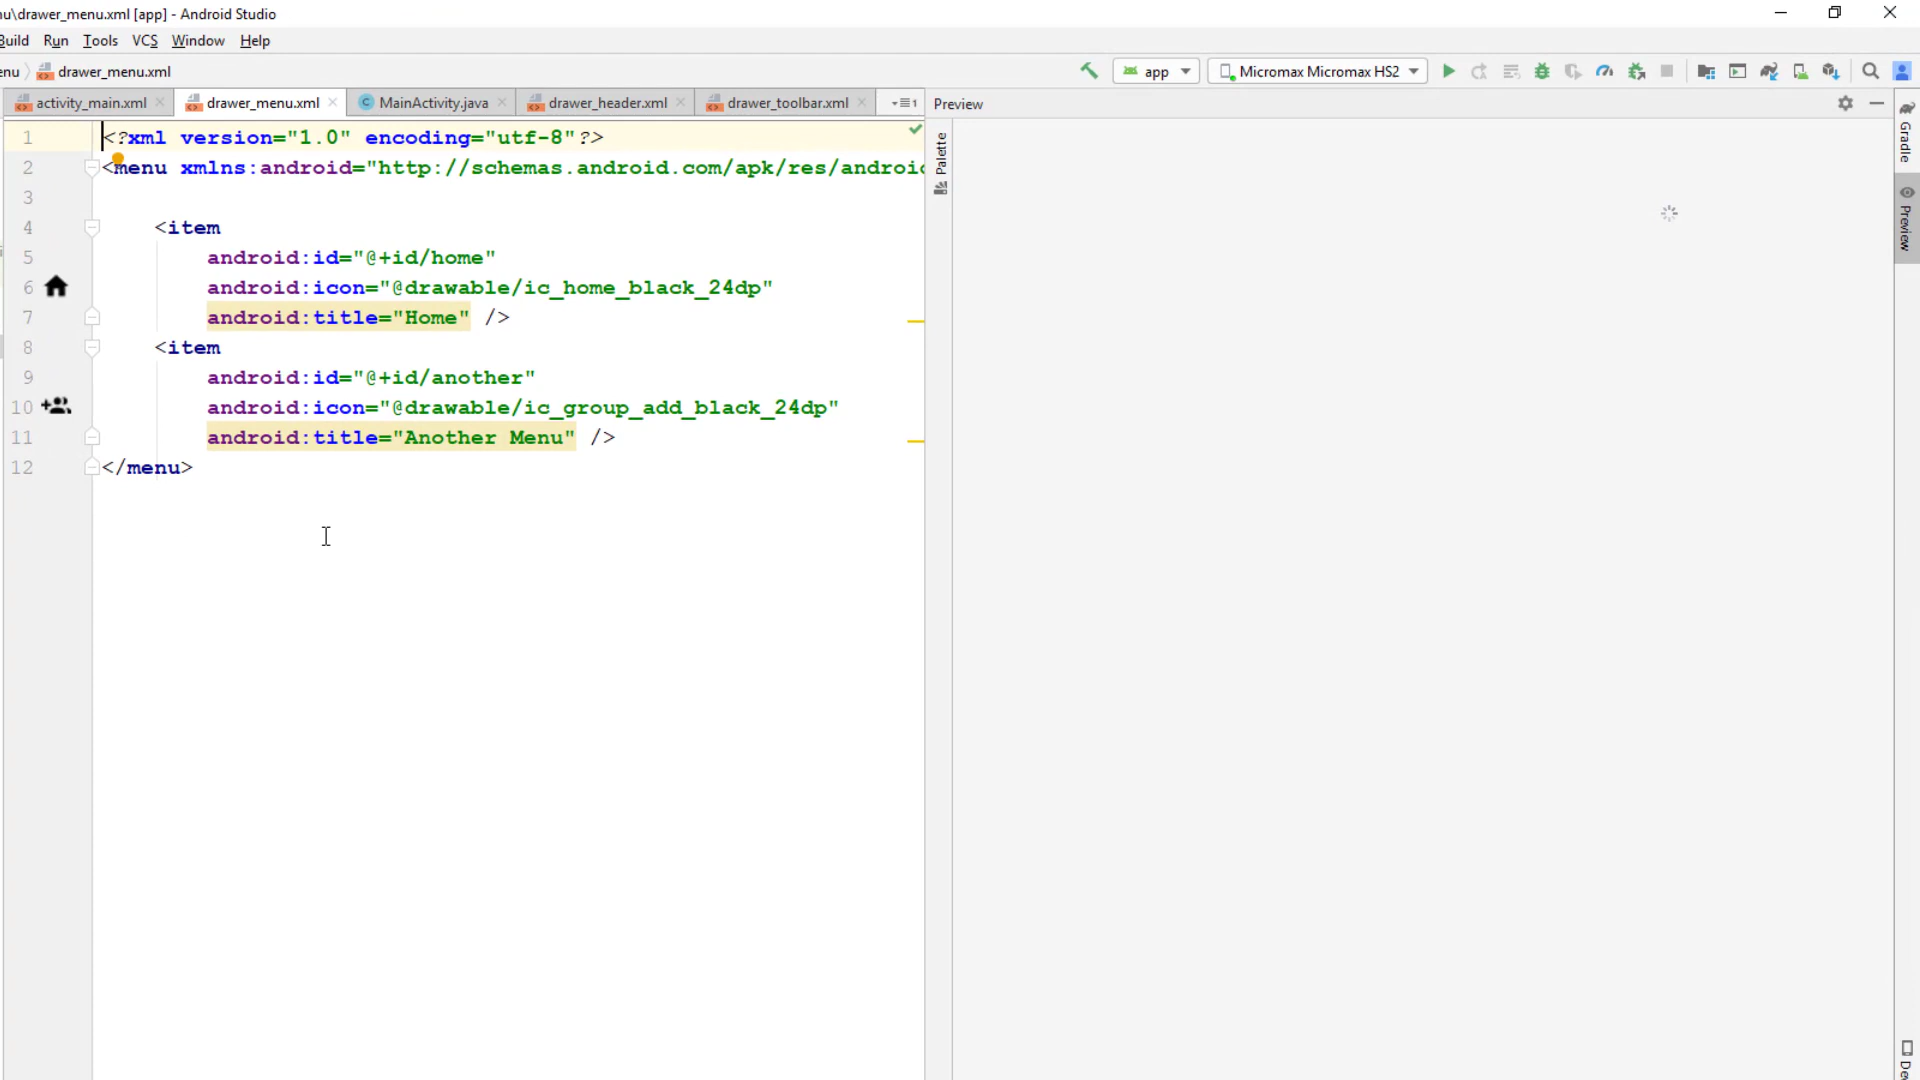 nu\drawer_menu.xml [app] - Android Studio
Build Run Tools VCS Window Help
enu drawer_menu.xml app Micromax Micromax HS2
activity_main.xml drawer_menu.xml MainActivity.java drawer_header.xml drawer_toolbar.xml 1 Preview
1 <?xml version="1.0" encoding="utf-8"?>
2 <menu xmlns:android="http://schemas.android.com/apk/res/androi
3
4 <item
5 android:id="@+id/home"
6 android:icon="@drawable/ic_home_black_24dp"
7 android:title="Home" />
8 <item
9 android:id="@+id/another"
10 android:icon="@drawable/ic_group_add_black_24dp"
11 android:title="Another Menu" />
12 </menu>
Palette
Gradle
Preview
De